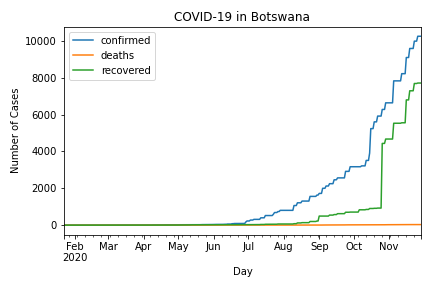 COVID-19 in Botswana
confirmed
deaths
recovered
Number of Cases
10000
8000
6000
4000
2000
0
Feb Mar Apr May Jun Jul Aug Sep Oct Nov
2020
Day